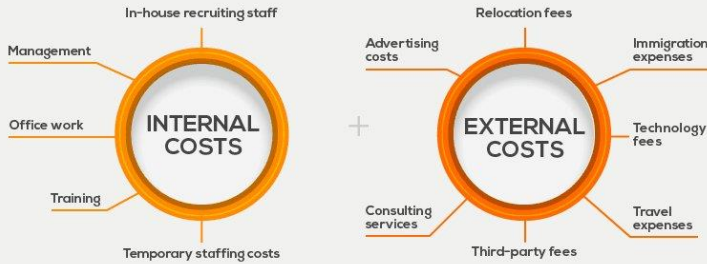 In-house recruiting staff
Management
Office work
Training
Temporary staffing costs
INTERNAL
COSTS
+
Relocation fees
Advertising
costs
Immigration
expenses
Technology
fees
Travel
expenses
Third-party fees
Consulting
services
EXTERNAL
COSTS